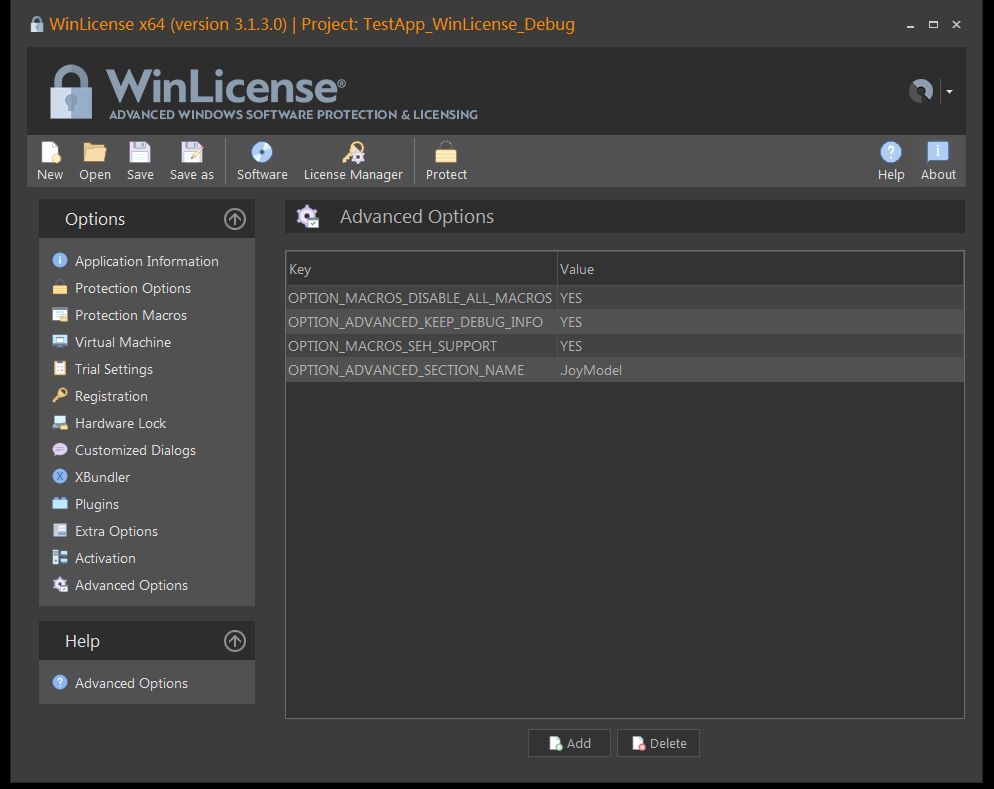 WinLicense x64 (version 3.1.3.0) | Project: TestApp_WinLicense_Debug
WinLicense®
ADVANCED WINDOWS SOFTWARE PROTECTION & LICENSING
New Open Save Save as Software License Manager Protect Help About
Options
Application Information
Protection Options
Protection Macros
Virtual Machine
Trial Settings
Registration
Hardware Lock
Customized Dialogs
XBundler
Plugins
Extra Options
Activation
Advanced Options
Help
Advanced Options
Advanced Options
Key Value
OPTION_MACROS_DISABLE_ALL_MACROS YES
OPTION_ADVANCED_KEEP_DEBUG_INFO YES
OPTION_MACROS_SEH_SUPPORT YES
OPTION_ADVANCED_SECTION_NAME .JoyModel
Add Delete